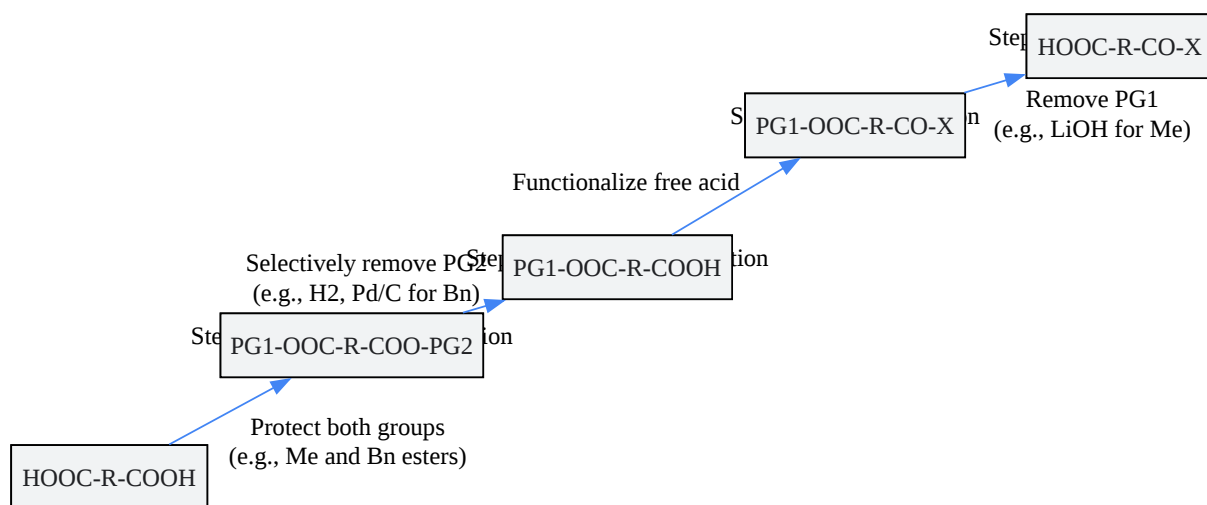 HOOC-R-CO-X
Remove PG1
(e.g., LiOH for Me)
PG1-OOC-R-CO-X
Functionalize free acid
PG1-OOC-R-COOH
Selectively remove PG2
(e.g., H2, Pd/C for Bn)
PG1-OOC-R-COO-PG2
Protect both groups
(e.g., Me and Bn esters)
HOOC-R-COOH